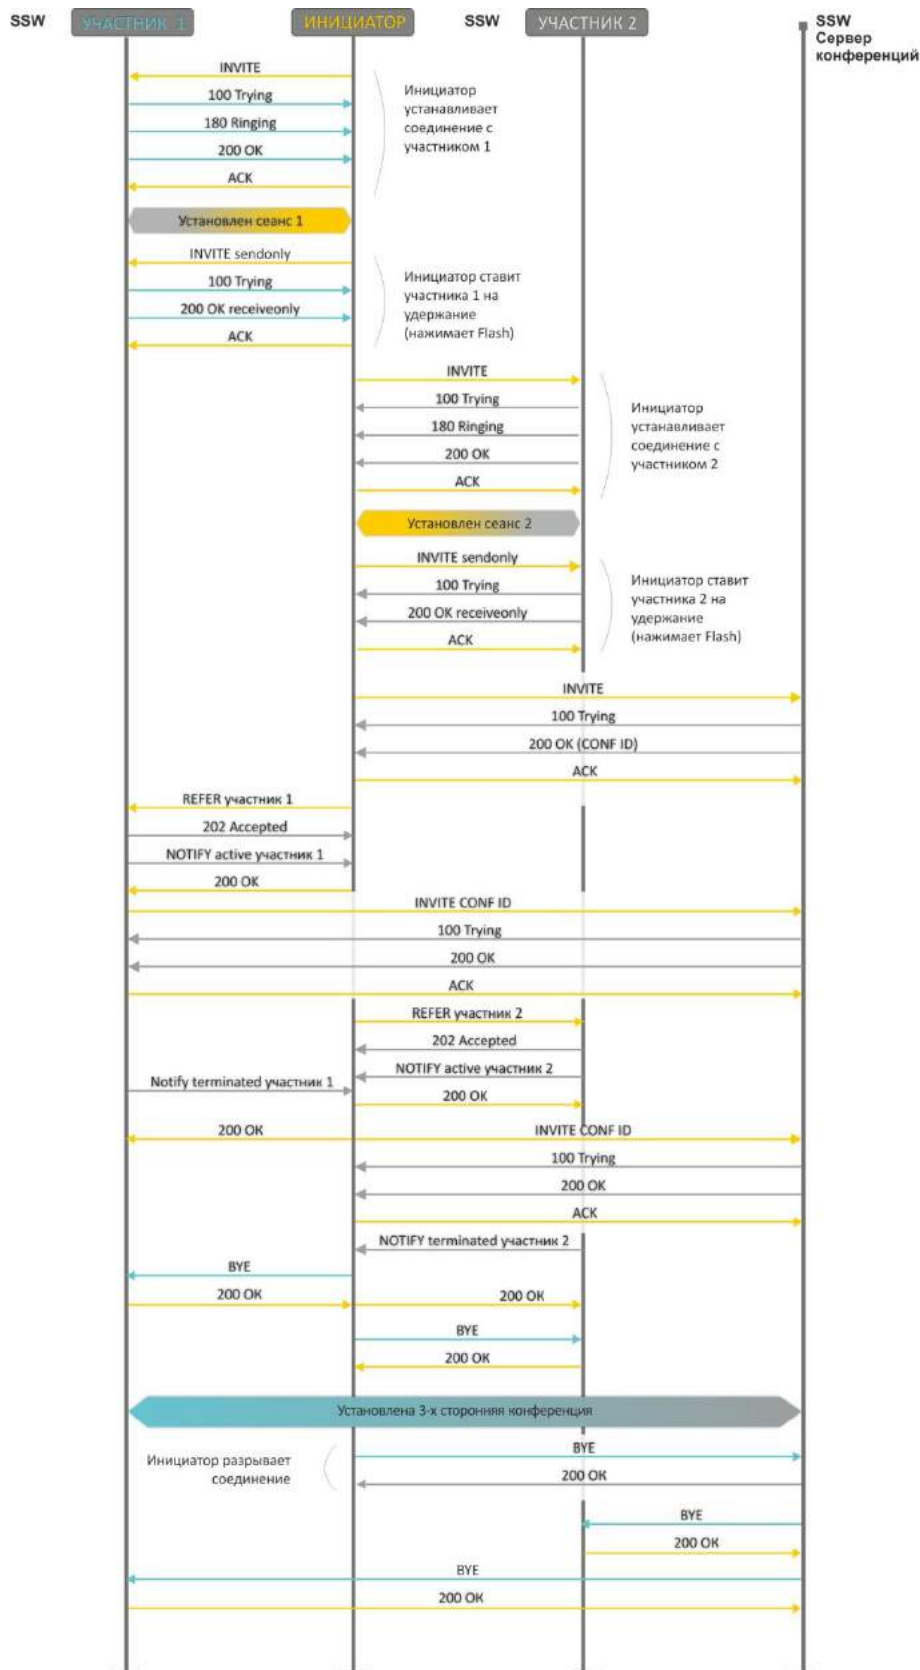 SSW
УЧАСТНИК 1
ИНИЦИАТОР
SSW
УЧАСТНИК 2
SSW
Сервер
конференций
INVITE
100 Trying
180 Ringing
200 OK
ACK
Инициатор
устанавливает
соединение с
участником 1
Установлен сеанс 1
INVITE sendonly
100 Trying
200 OK receiveonly
ACK
Инициатор ставит
участника 1 на
удержание
(нажимает Flash)
INVITE
100 Trying
180 Ringing
200 OK
ACK
Инициатор
устанавливает
соединение с
участником 2
Установлен сеанс 2
INVITE sendonly
100 Trying
200 OK receiveonly
ACK
Инициатор ставит
участника 2 на
удержание
(нажимает Flash)
INVITE
100 Trying
200 OK (CONF ID)
ACK
REFER участник 1
202 Accepted
NOTIFY active участник 1
200 OK
INVITE CONF ID
100 Trying
200 OK
ACK
REFER участник 2
202 Accepted
NOTIFY active участник 2
Notify terminated участник 1
200 OK
200 OK
INVITE CONF ID
100 Trying
200 OK
ACK
NOTIFY terminated участник 2
BYE
200 OK
200 OK
BYE
200 OK
Установлена 3-х сторонняя конференция
Инициатор разрывает
соединение
BYE
200 OK
BYE
200 OK
BYE
200 OK